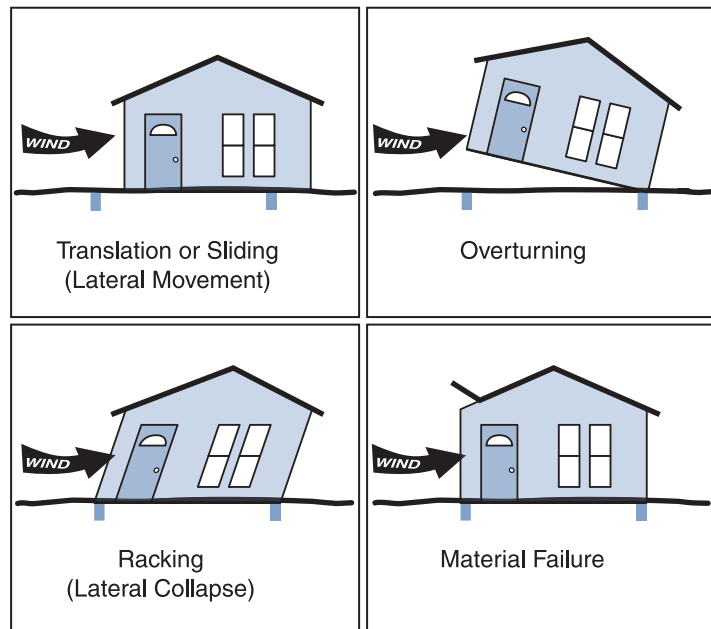 WIND
Translation or Sliding
(Lateral Movement)
WIND
Overturning
WIND
Racking
(Lateral Collapse)
WIND
Material Failure